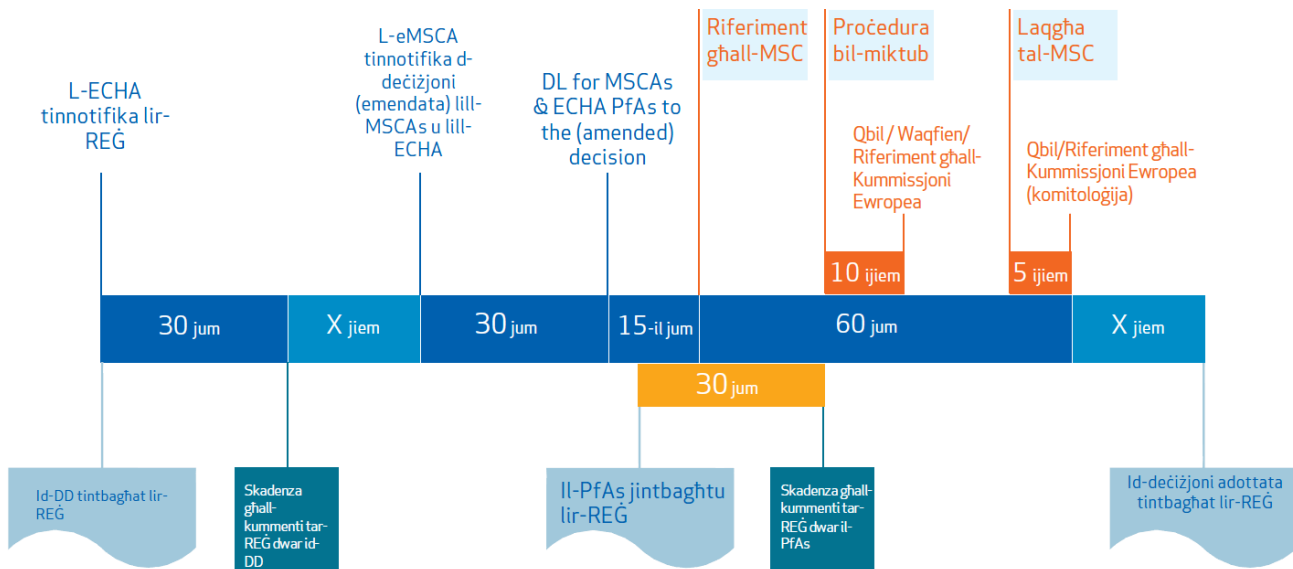 L-ECHA
tinnotifika lir-
REĠ
L-eMSCA
tinnotifika d-
deċiżjoni
(emendata) lill-
MSCAs u lill-
ECHA
DL for MSCAs
& ECHA PfAs to
the (amended)
decision
Riferiment
għall-MSC
Proċedura
bil-miktub
Laqgħa
tal-MSC
Qbil / Waqfien/
Riferiment għall-
Kummissjoni
Ewropea
Qbil/Riferiment għall-
Kummissjoni Ewropea
(komitoloġija)
10 ijiem
5 ijiem
30 jum
X jiem
30 jum
15-il jum
60 jum
X jiem
30 jum
Id-DD tintbagħat lir-
REĠ
Skadenza
għall-
kummenti tar-
REĠ dwar id-
DD
Il-PfAs jintbagħtu
lir-REĠ
Skadenza għall-
kummenti tar-
REĠ dwar il-
PfAs
Id-deċiżjoni adottata
tintbagħat lir-REĠ